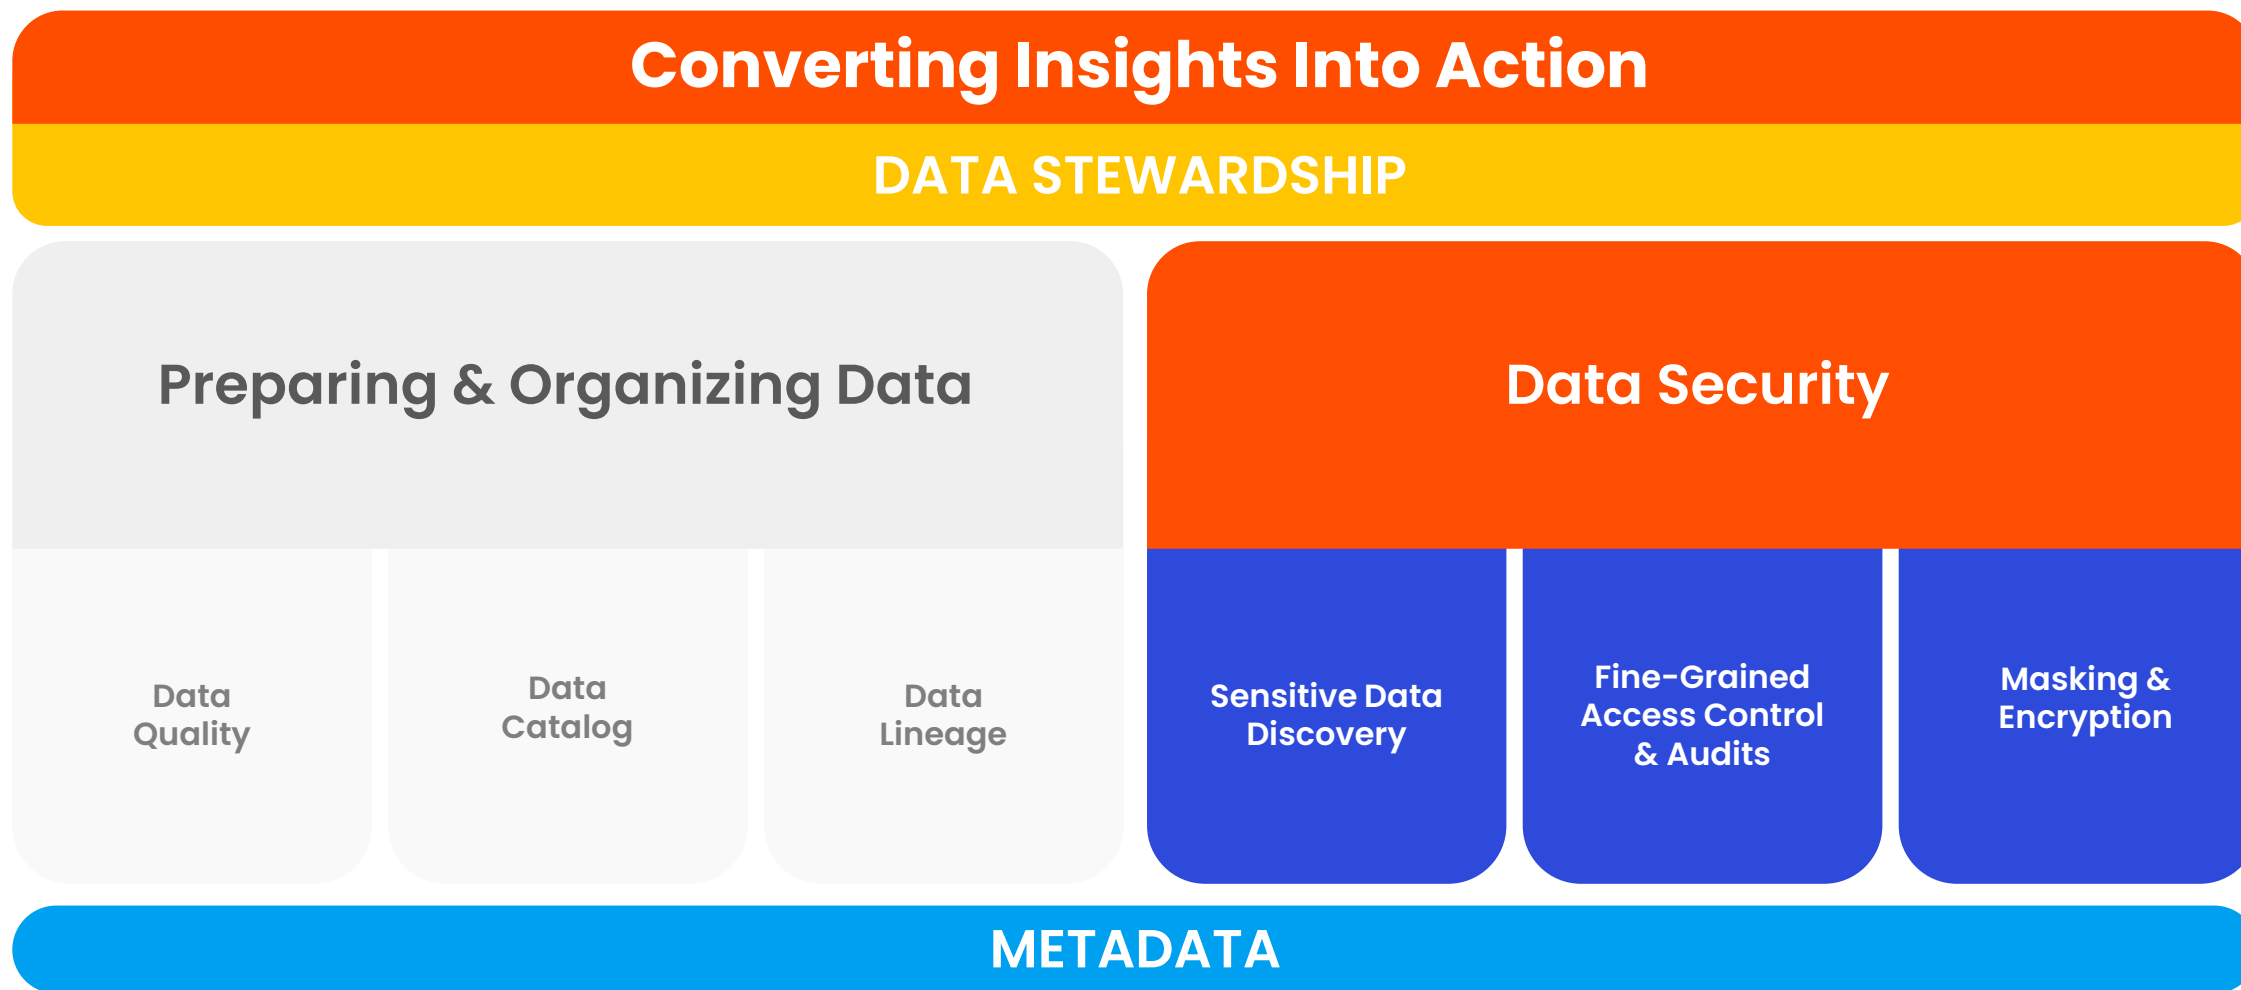 Converting Insights Into Action
DATA STEWARDSHIP
Preparing & Organizing Data
Data Security
Data
Quality
Data
Catalog
Data
Lineage
Sensitive Data
Discovery
Fine-Grained
Access Control
& Audits
Masking &
Encryption
METADATA